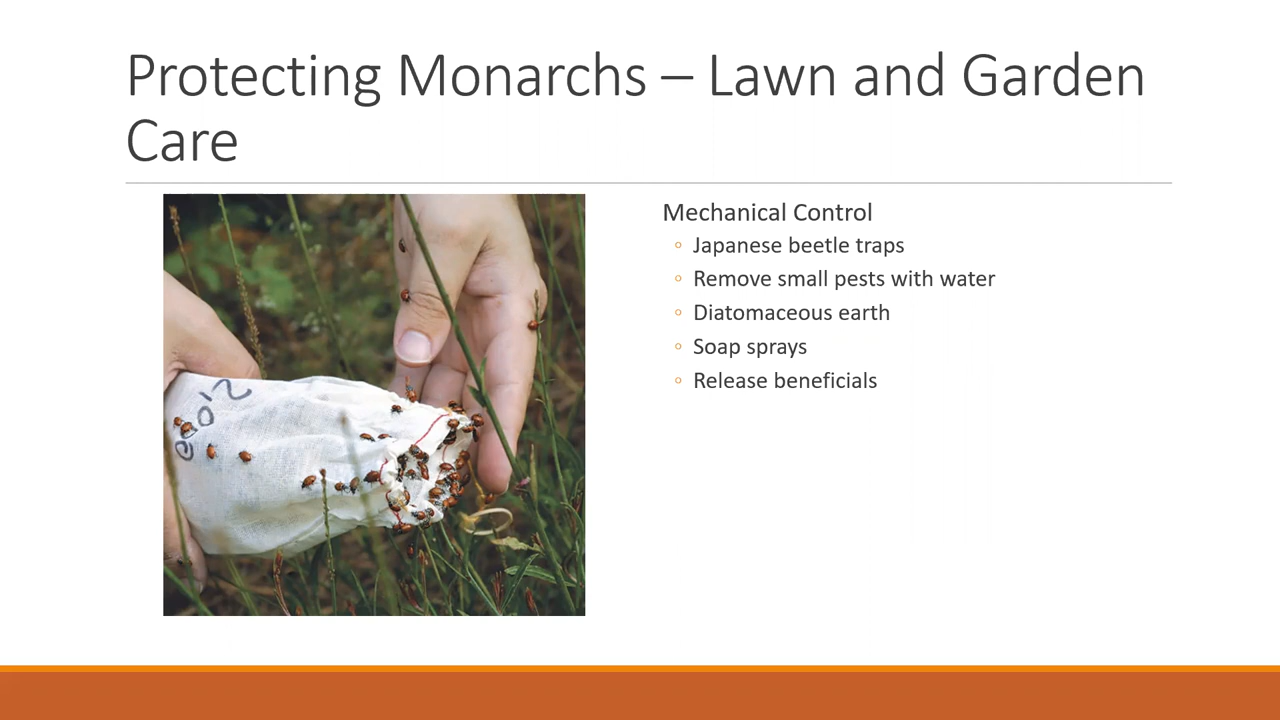 Protecting Monarchs – Lawn and Garden
Care
Mechanical Control
◦ Japanese beetle traps
◦ Remove small pests with water
◦ Diatomaceous earth
◦ Soap sprays
◦ Release beneficials